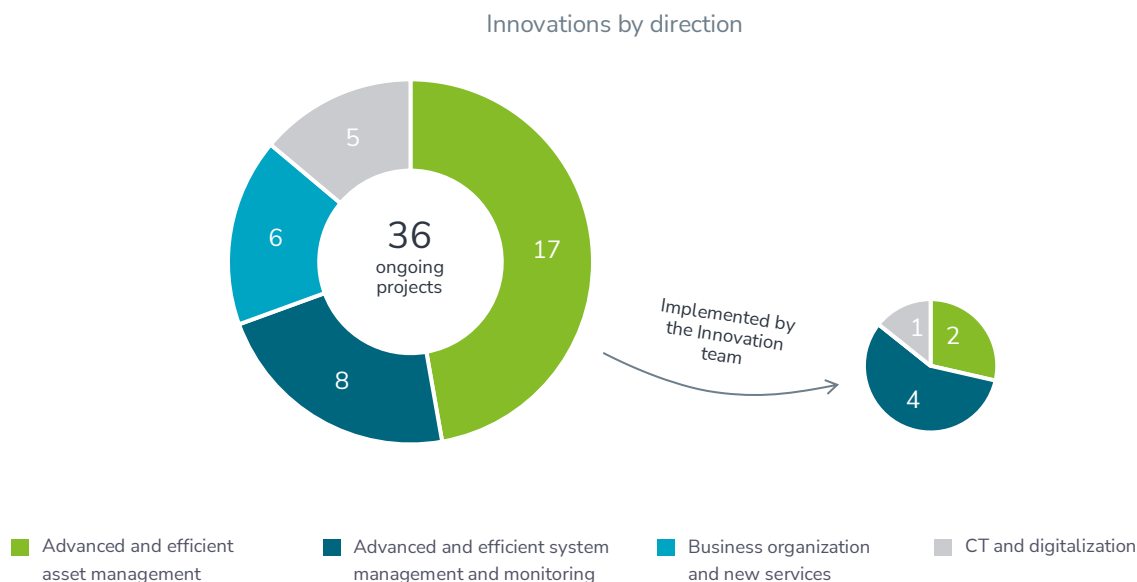 Innovations by direction
5
17
6
8
36
ongoing
projects
Implemented by
the Innovation
team
1
2
4
Advanced and efficient
asset management
Advanced and efficient system
management and monitoring
Business organization
and new services
CT and digitalization